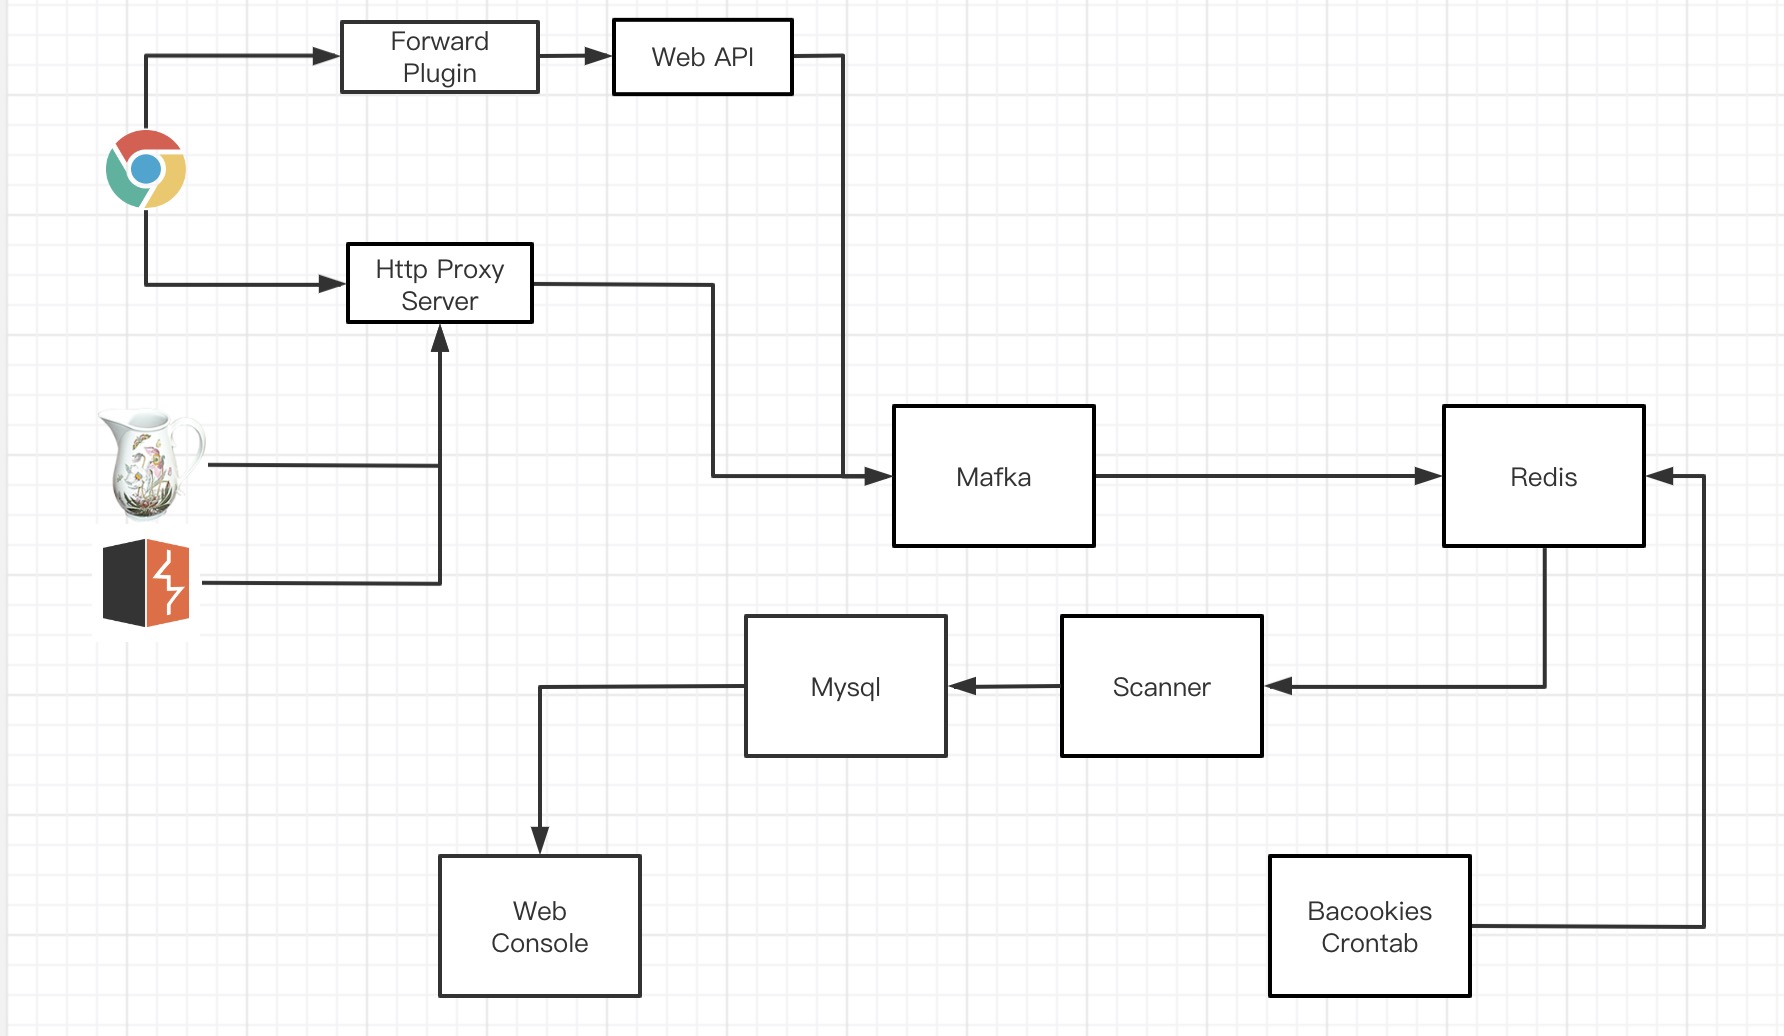 Forward
Plugin
Web API
Http Proxy
Server
Mafka
Redis
Mysql
Scanner
Web
Console
Bacookies
Crontab